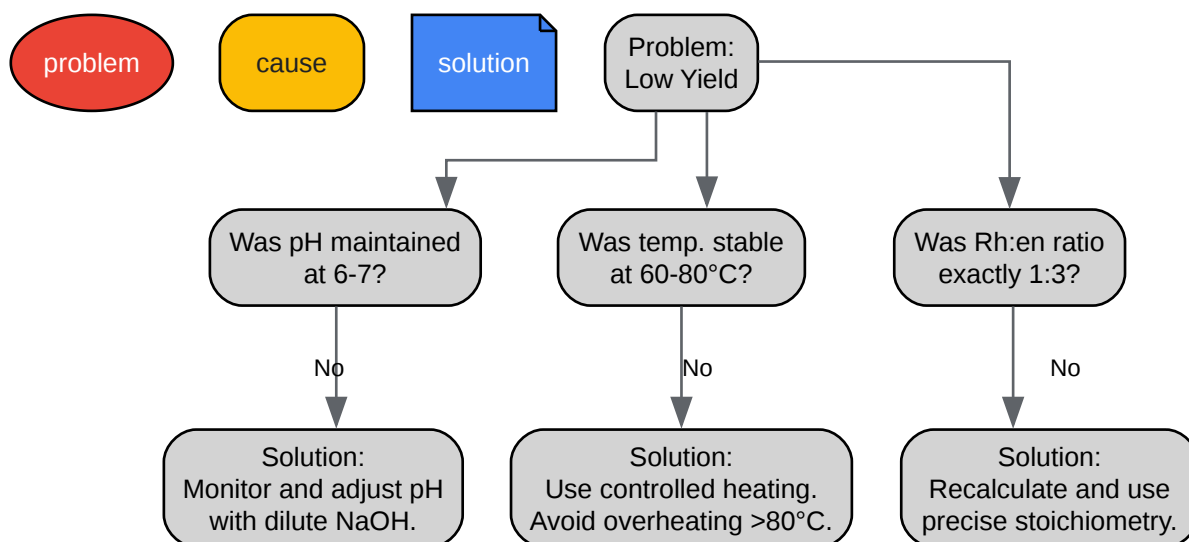 problem
cause
solution
Problem:
Low Yield
Was pH maintained
at 6-7?
Was temp. stable
at 60-80°C?
Was Rh:en ratio
exactly 1:3?
No
No
No
Solution:
Monitor and adjust pH
with dilute NaOH.
Solution:
Use controlled heating.
Avoid overheating >80°C.
Solution:
Recalculate and use
precise stoichiometry.